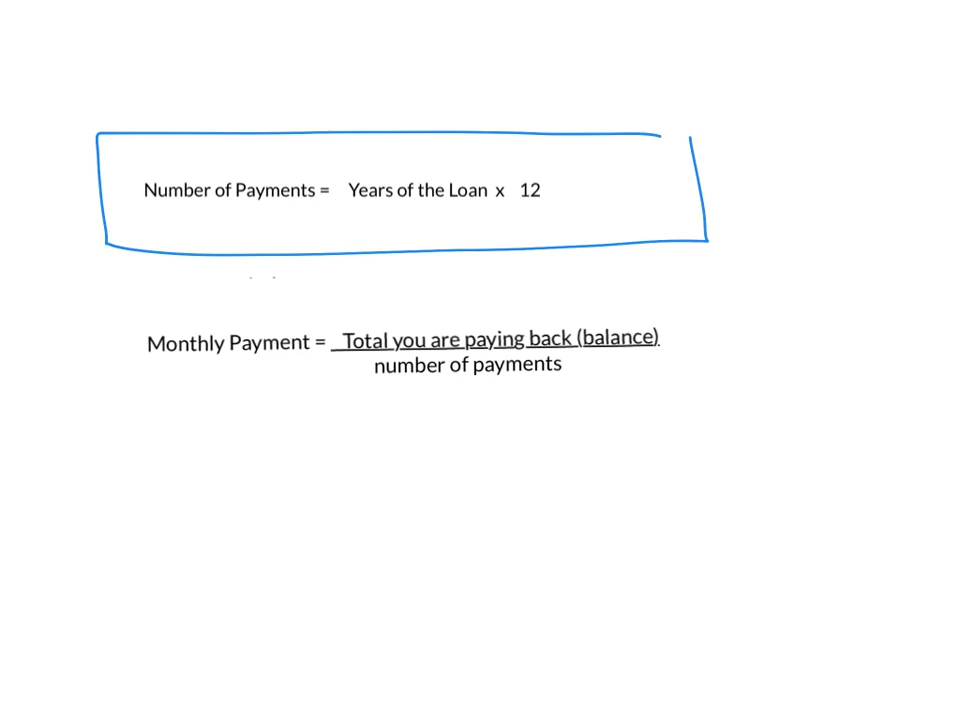 Number of Payments = Years of the Loan x 12
Monthly Payment = Total you are paying back (balance)
number of payments